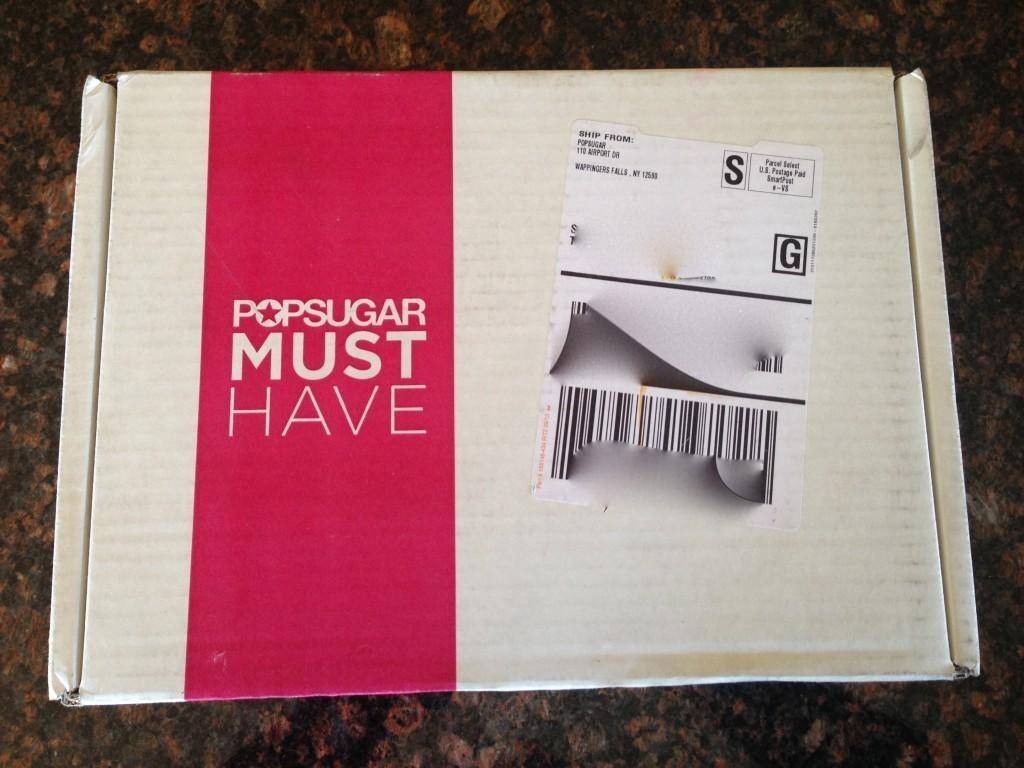 POPSUGAR
MUST
HAVE
SHIP FROM:
POPSUGAR
110 AIRPORT DR
WAPPINGERS FALLS , NY 12590
S
Parcel Select
U.S. Postage Paid
SmartPost
e-VS
S
T
G